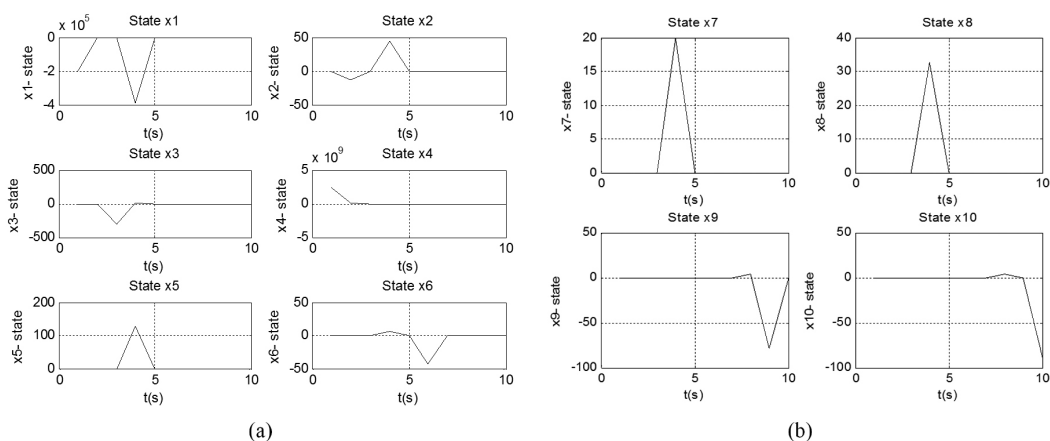 State x1
x 10^5
0
-2
-4
x1- state
0
5
10
t(s)
State x2
50
0
-50
x2- state
0
5
10
t(s)
State x3
500
0
-500
x3- state
0
5
10
t(s)
State x4
x 10^9
5
0
-5
x4- state
0
5
10
t(s)
State x5
200
100
0
x5- state
0
5
10
t(s)
State x6
50
0
-50
x6- state
0
5
10
t(s)
(a)
State x7
20
15
10
5
0
x7- state
0
5
10
t(s)
State x8
40
30
20
10
0
x8- state
0
5
10
t(s)
State x9
50
0
-50
-100
x9- state
0
5
10
t(s)
State x10
50
0
-50
-100
x10- state
0
5
10
t(s)
(b)